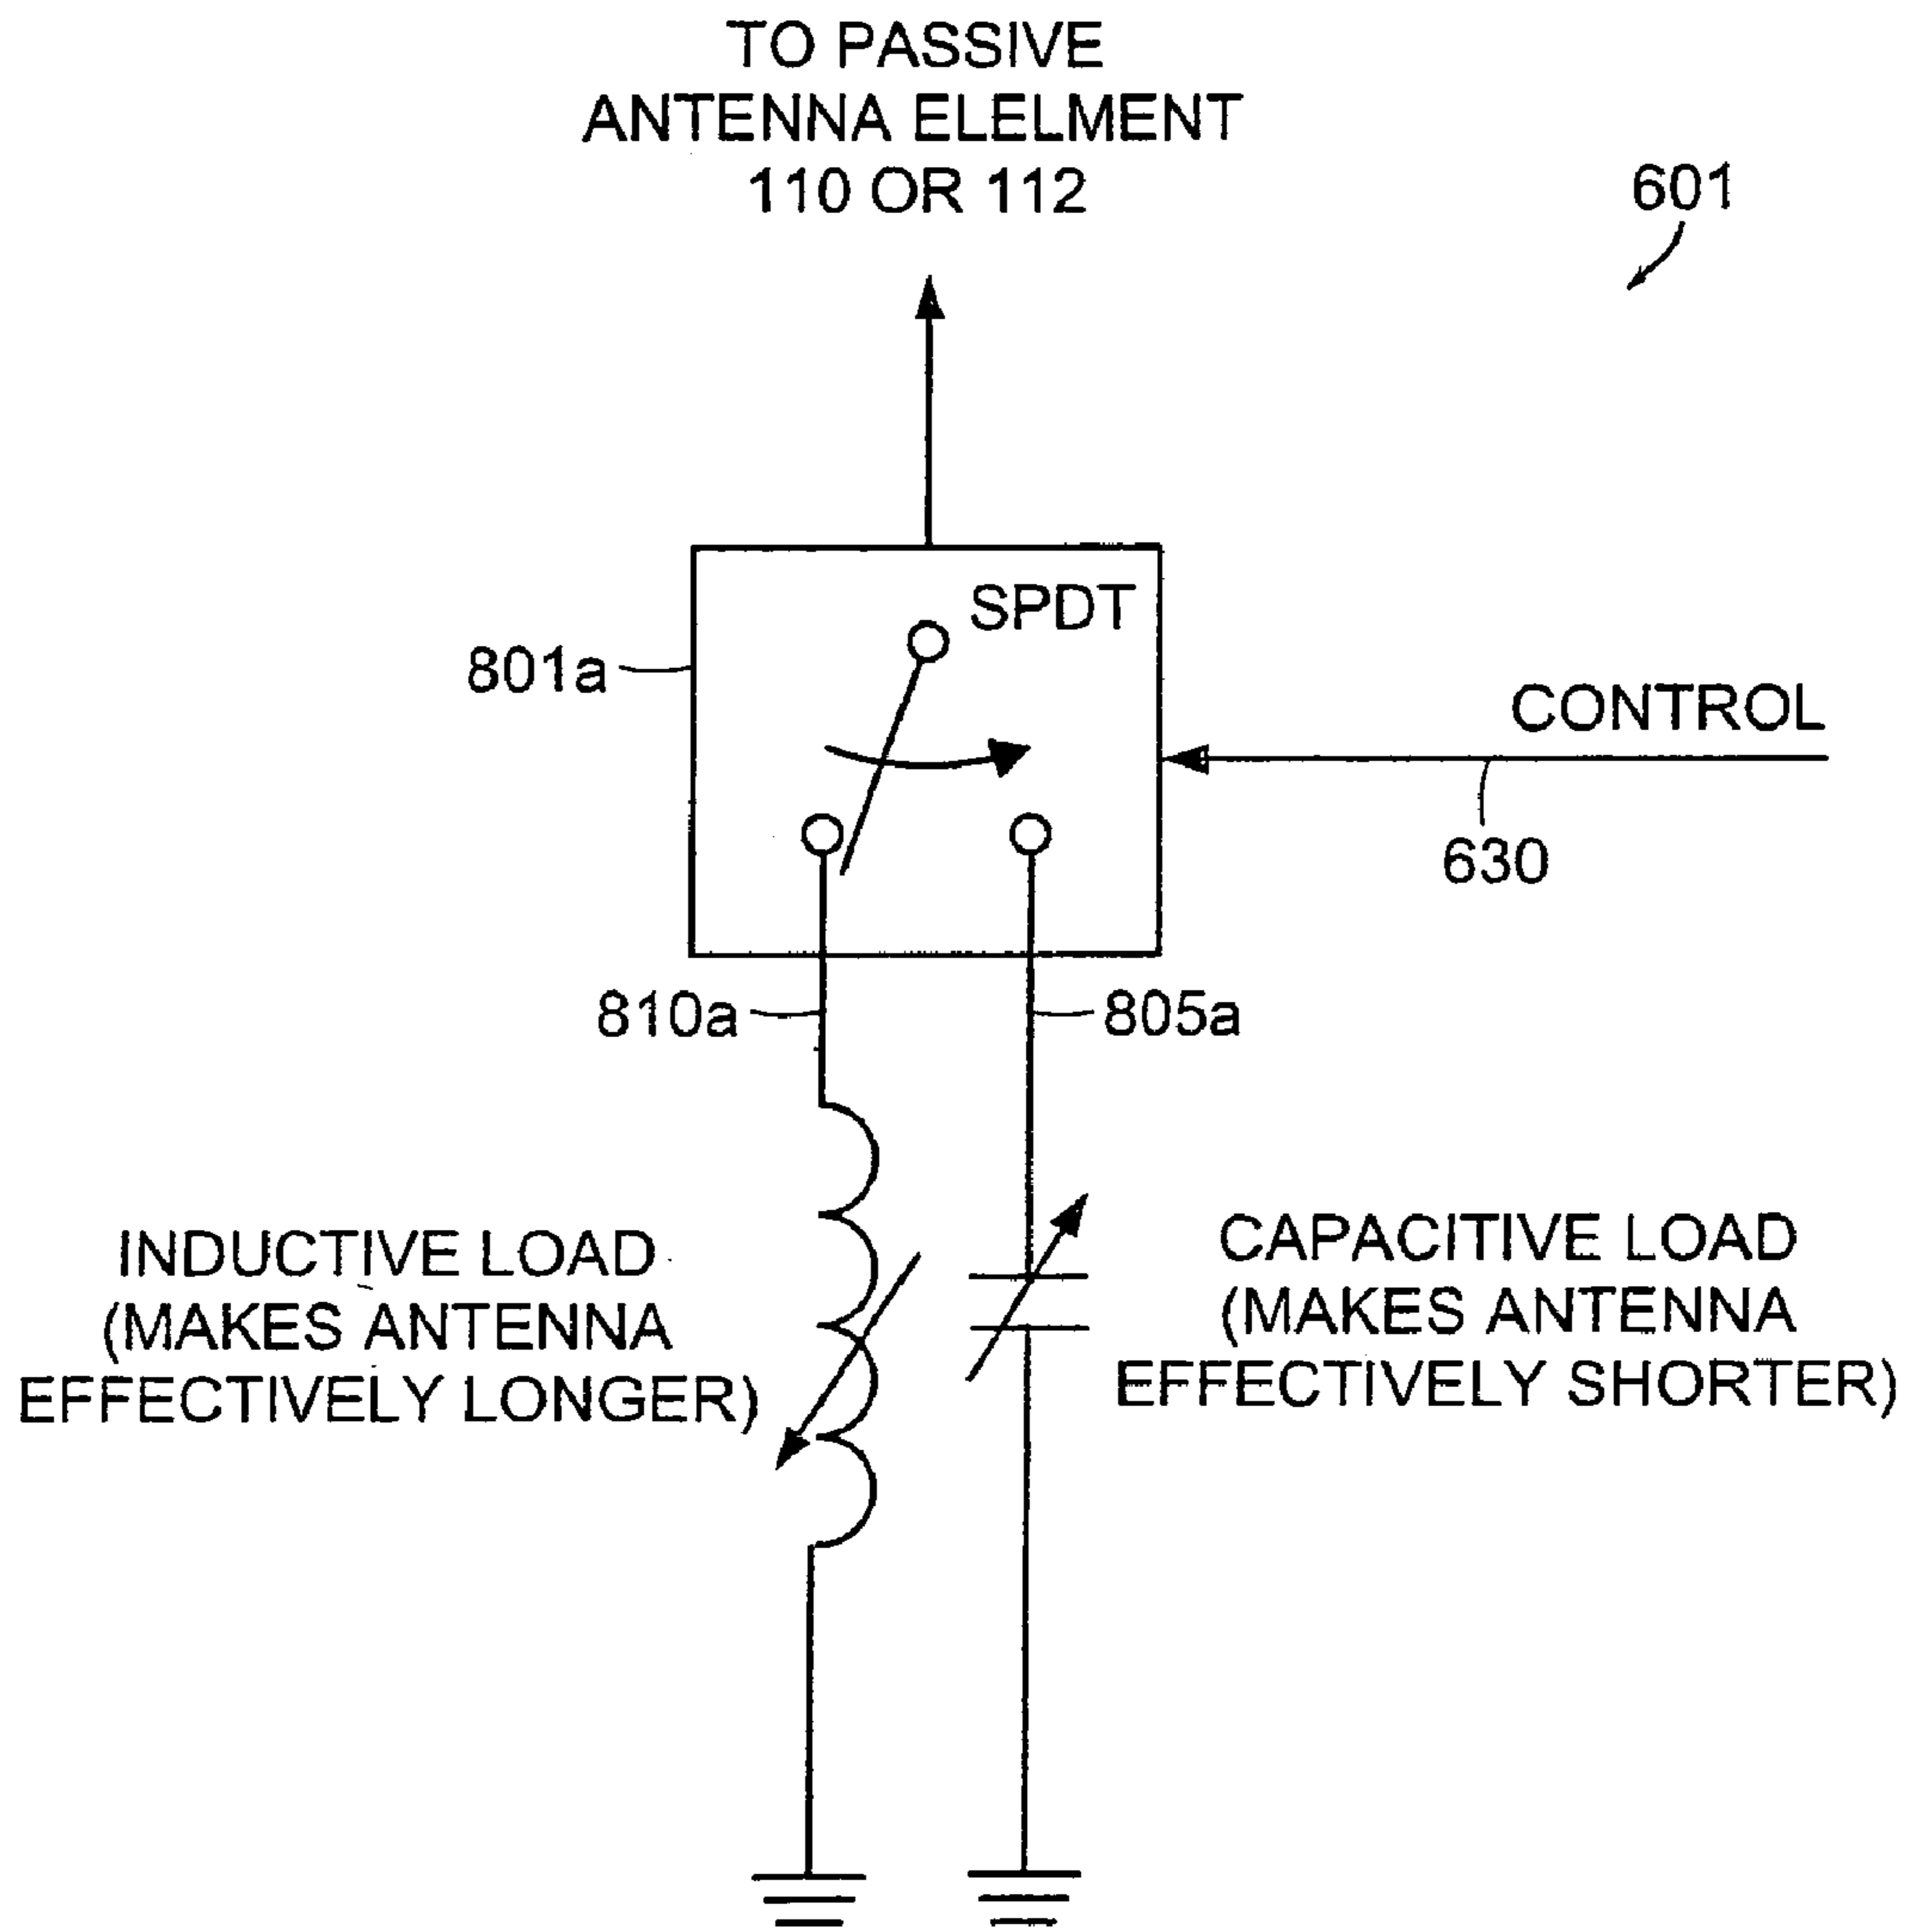 TO PASSIVE
ANTENNA ELELMENT
110 OR 112
601
SPDT
801a
CONTROL
630
810a
805a
INDUCTIVE LOAD
(MAKES ANTENNA
EFFECTIVELY LONGER)
CAPACITIVE LOAD
(MAKES ANTENNA
EFFECTIVELY SHORTER)